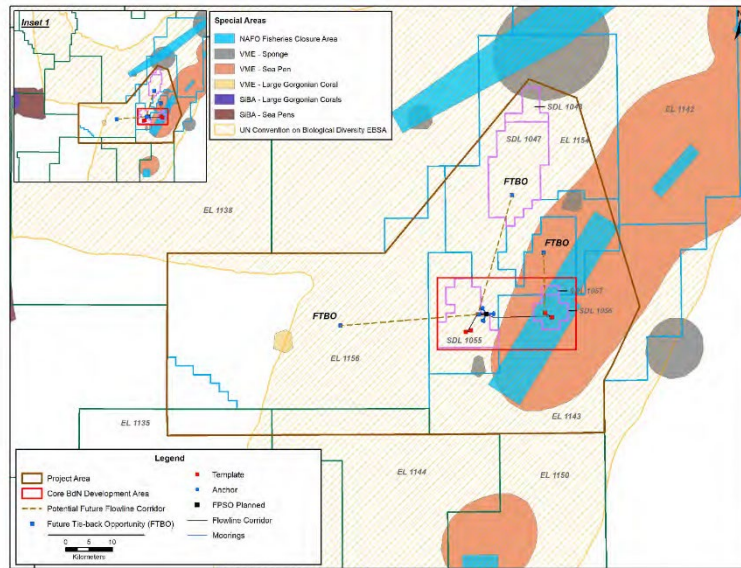 Inset 1
Special Areas
NAFO Fisheries Closure Area
VME - Sponge
VME - Sea Pen
VME - Large Gorgonian Coral
SiBA - Large Gorgonian Corals
SiBA - Sea Pens
UN Convention on Biological Diversity EBSA
N
EL 1142
SDL 1048
SDL 1047
EL 1154
FTBO
EL 1138
FTBO
FTBO
SDL 1056
SDL 1055
EL 1156
EL 1143
EL 1135
EL 1144
EL 1150
Legend
Project Area
Core BdN Development Area
Potential Future Flowline Corridor
Future Tie-back Opportunity (FTBO)
0 5 10
Kilometers
Template
Anchor
FPSO Planned
Flowline Corridor
Moorings